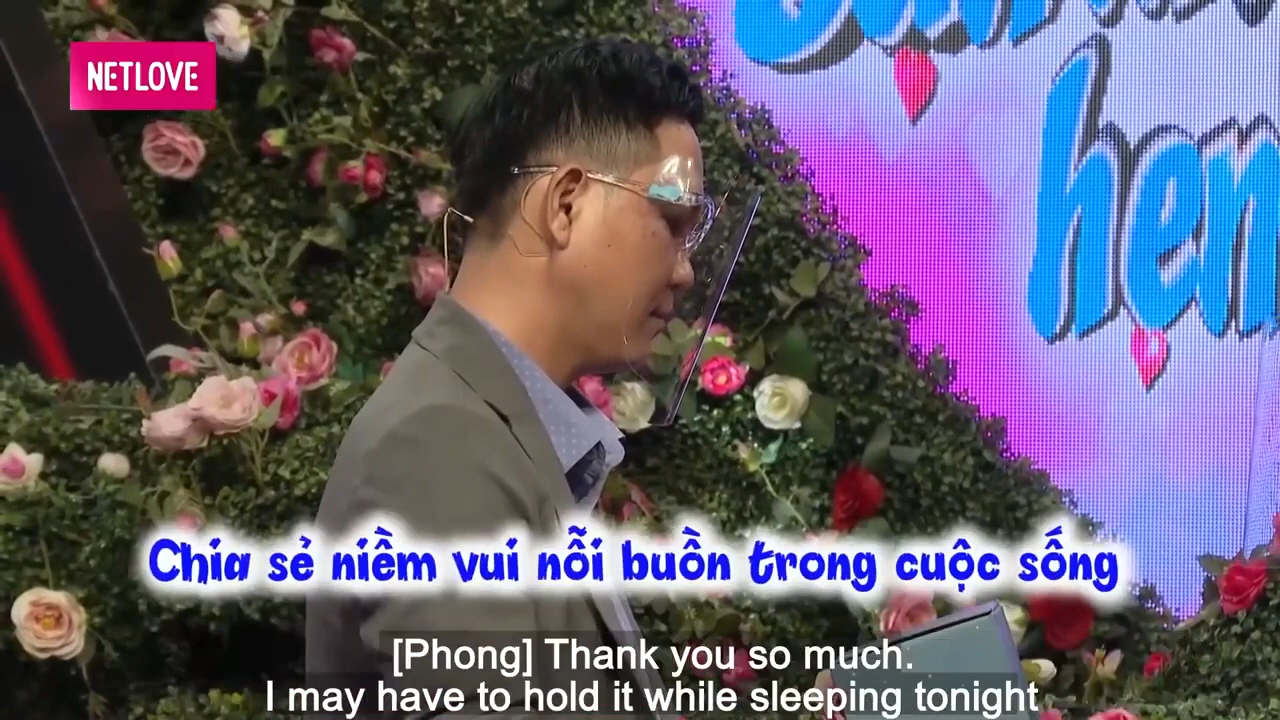 NETLOVE
hẹn
Chia sẻ niềm vui nỗi buồn trong cuộc sống
[Phong] Thank you so much.
I may have to hold it while sleeping tonight